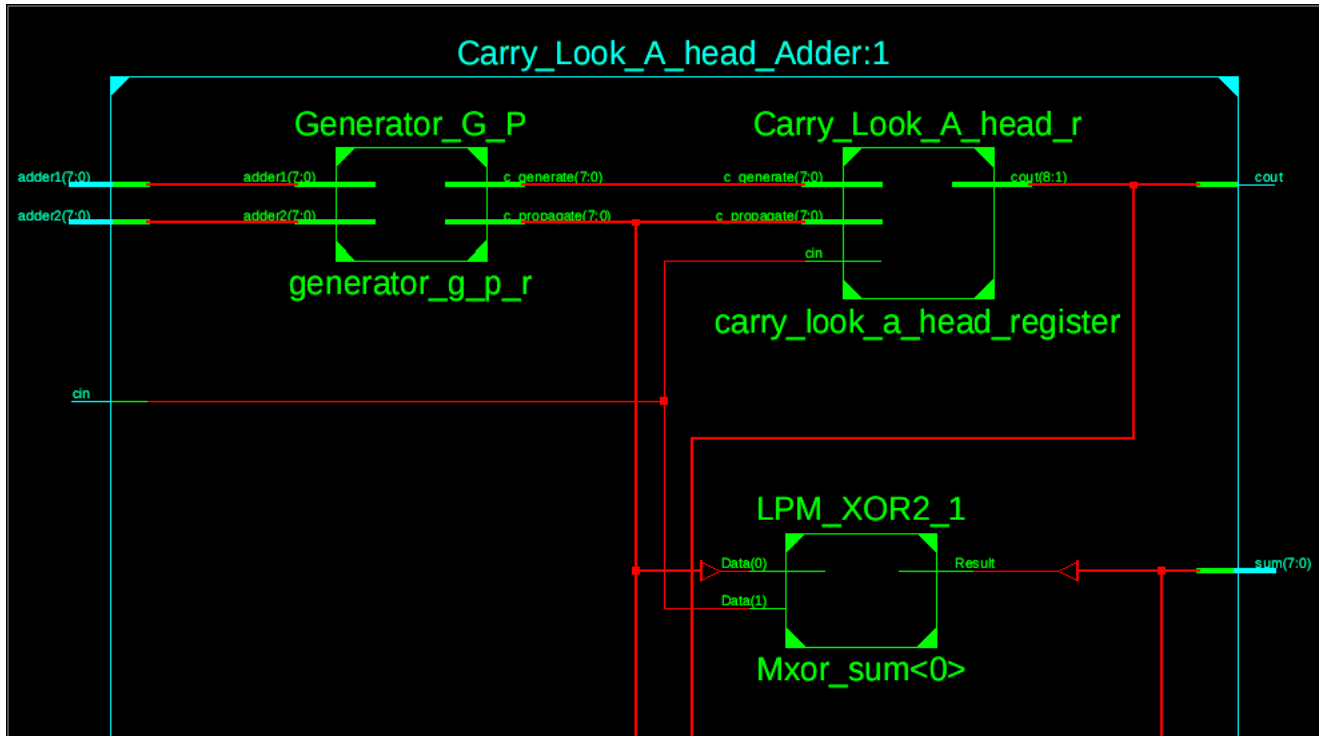 Carry_Look_A_head_Adder:1
Generator_G_P
Carry_Look_A_head_r
adder1(7:0)
adder1(7:0)
c_generate(7:0)
c_generate(7:0)
cout(8:1)
cout
adder2(7:0)
adder2(7:0)
c_propagate(7:0)
c_propagate(7:0)
cin
generator_g_p_r
carry_look_a_head_register
cin
LPM_XOR2_1
Data(0)
Result
sum(7:0)
Data(1)
Mxor_sum<0>